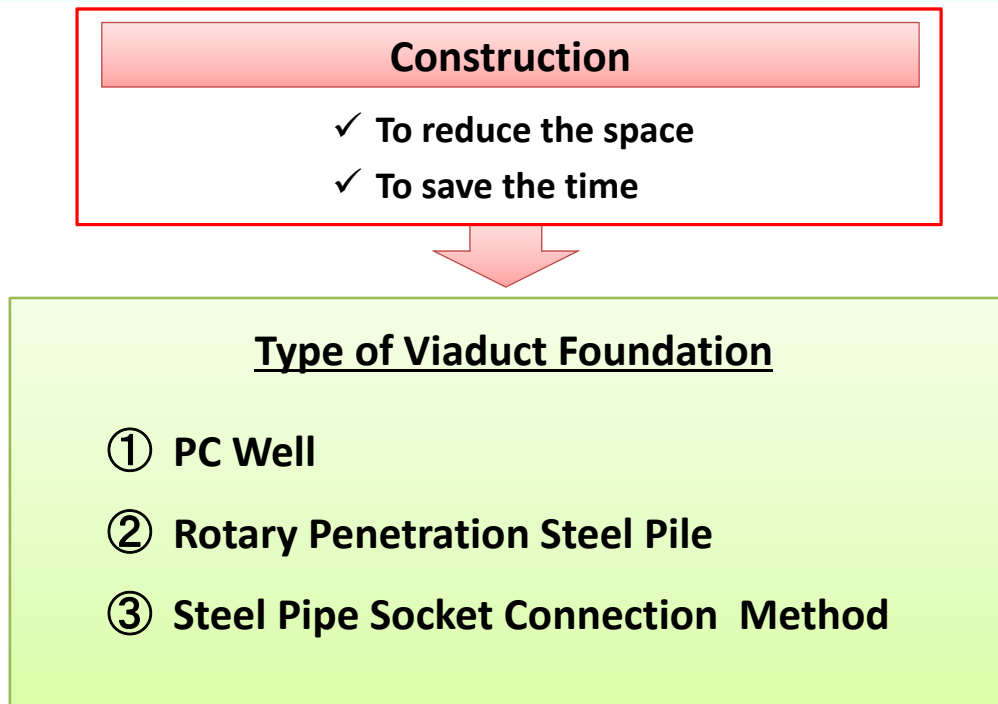 Construction
✓ To reduce the space
✓ To save the time
Type of Viaduct Foundation
① PC Well
② Rotary Penetration Steel Pile
③ Steel Pipe Socket Connection  Method